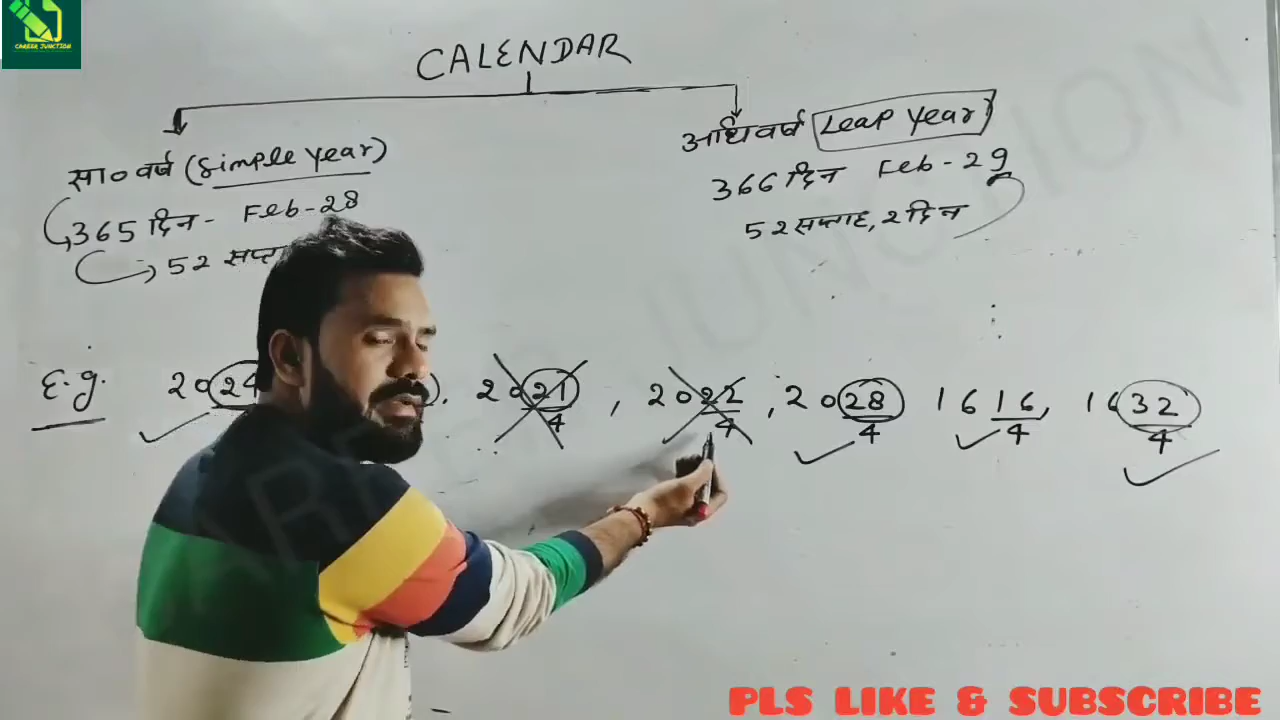 CAREER JUNCTION
CALENDAR
सा० वर्ष (Simple Year)
365 दिन - Feb-28
52
अधिवर्ष Leap Year
366 दिन Feb - 29
52 सप्ताह, 2 दिन
E.g. 2024, 2021/4, 2022/4, 2028/4, 1616/4, 1632/4
PLS LIKE & SUBSCRIBE